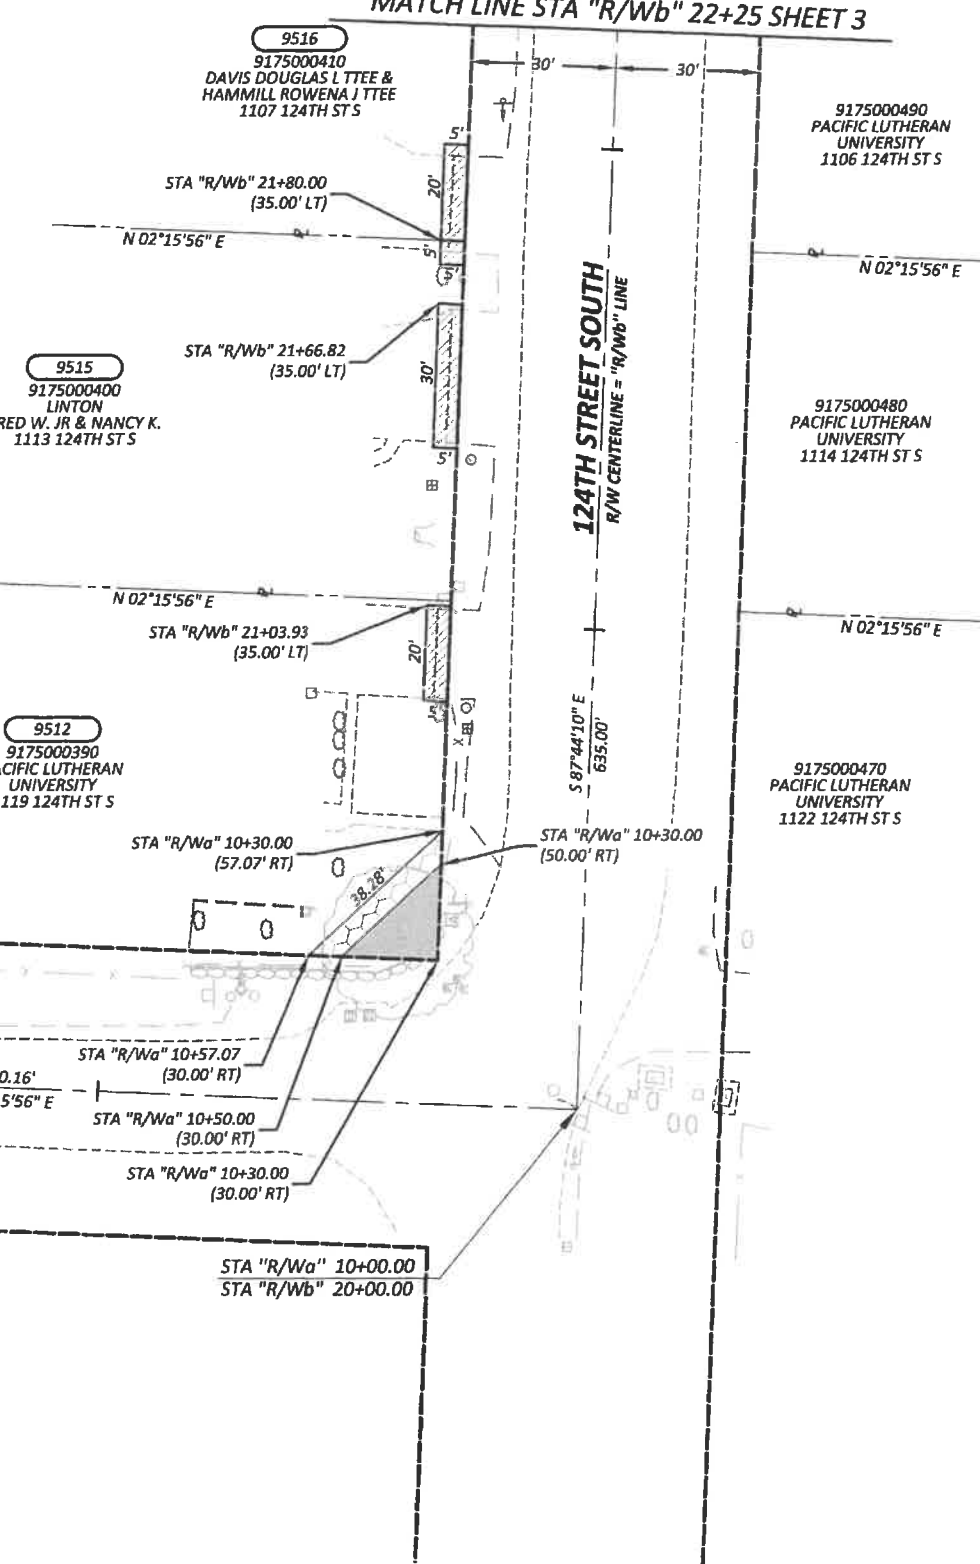 MATCH LINE STA "R/Wb" 22+25 SHEET 3
9516
9175000410
DAVIS DOUGLAS L TTEE &
HAMMILL ROWENA J TTEE
1107 124TH ST S
30'
30'
9175000490
PACIFIC LUTHERAN
UNIVERSITY
1106 124TH ST S
5'
20'
STA "R/Wb" 21+80.00
(35.00' LT)
N 02°15'56" E
5'
5'
N 02°15'56" E
STA "R/Wb" 21+66.82
(35.00' LT)
30'
5'
124TH STREET SOUTH
R/W CENTERLINE = "R/Wb" LINE
9515
9175000400
LINTON
RED W. JR & NANCY K.
1113 124TH ST S
9175000480
PACIFIC LUTHERAN
UNIVERSITY
1114 124TH ST S
N 02°15'56" E
STA "R/Wb" 21+03.93
(35.00' LT)
20'
5'
N 02°15'56" E
S 87°44'10" E
635.00'
9512
9175000390
CIFIC LUTHERAN
UNIVERSITY
119 124TH ST S
9175000470
PACIFIC LUTHERAN
UNIVERSITY
1122 124TH ST S
STA "R/Wa" 10+30.00
(57.07' RT)
STA "R/Wa" 10+30.00
(50.00' RT)
38.28'
STA "R/Wa" 10+57.07
(30.00' RT)
0.16'
5'56" E
STA "R/Wa" 10+50.00
(30.00' RT)
STA "R/Wa" 10+30.00
(30.00' RT)
STA "R/Wa" 10+00.00
STA "R/Wb" 20+00.00